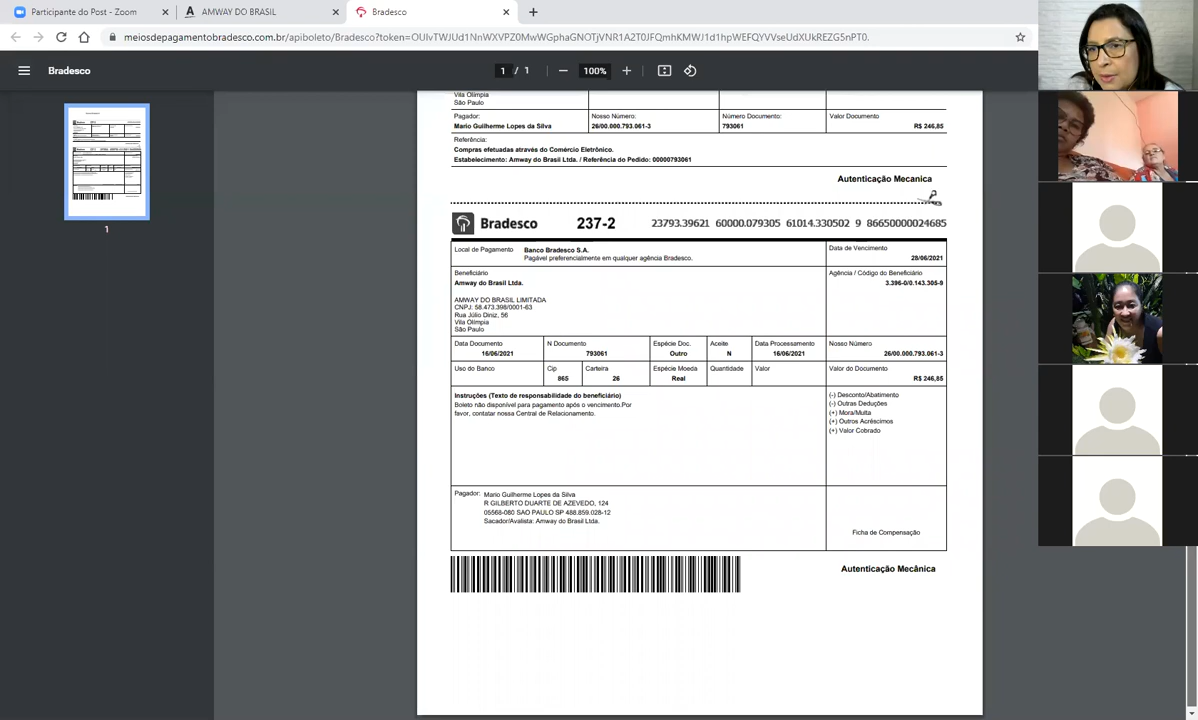 Participante do Post - Zoom
AMWAY DO BRASIL
Bradesco
meiosdepagamentobradesco.com.br/apiboleto/Bradesco?token=
Bradesco
1 / 1
100%
1
Vila Olímpia
São Paulo
Pagador: Nosso Número: Número Documento: Valor Documento
Mario Guilherme Lopes da Silva 26/00.000.793.061-3 793061 R$ 246,85
Referência:
Compras efetuadas através do Comércio Eletrônico.
Estabelecimento: Amway do Brasil Ltda. / Referência do Pedido: 00000793061
Autenticação Mecanica
Bradesco 237-2 23793.39621 60000.079305 61014.330502 9 86650000024685
Local de Pagamento Banco Bradesco S.A.
Pagável preferencialmente em qualquer agência Bradesco.
Data de Vencimento
28/06/2021
Beneficiário
Amway do Brasil Ltda.
AMWAY DO BRASIL LIMITADA
CNPJ: 58.473.398/0001-63
Rua Júlio Diniz, 56
Vila Olímpia
São Paulo
Agência / Código do Beneficiário
3.396-0/0.143.305-9
Data Documento N Documento Espécie Doc. Aceite Data Processamento Nosso Número
16/06/2021 793061 Outro N 16/06/2021 26/00.000.793.061-3
Uso do Banco Cip Carteira Espécie Moeda Quantidade Valor Valor do Documento
865 26 Real R$ 246,85
Instruções (Texto de responsabilidade do beneficiário)
Boleto não disponível para pagamento após o vencimento.Por
favor, contatar nossa Central de Relacionamento.
(-) Desconto/Abatimento
(-) Outras Deduções
(+) Mora/Multa
(+) Outros Acréscimos
(+) Valor Cobrado
Pagador: Mario Guilherme Lopes da Silva
R GILBERTO DUARTE DE AZEVEDO, 124
05568-080 SAO PAULO SP 488.859.028-12
Sacador/Avalista: Amway do Brasil Ltda.
Ficha de Compensação
Autenticação Mecânica